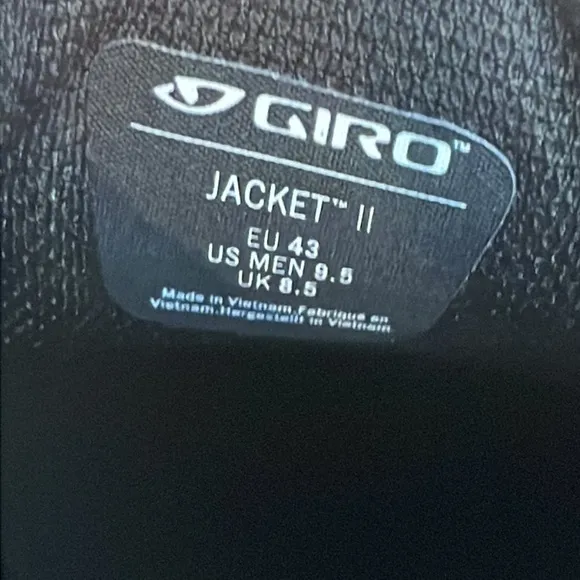 GIRO™
JACKET™ II
EU 43
US MEN 9.5
UK 8.5
Made in Vietnam.Fabrique en
Vietnam.Hergestellt in Vietnam